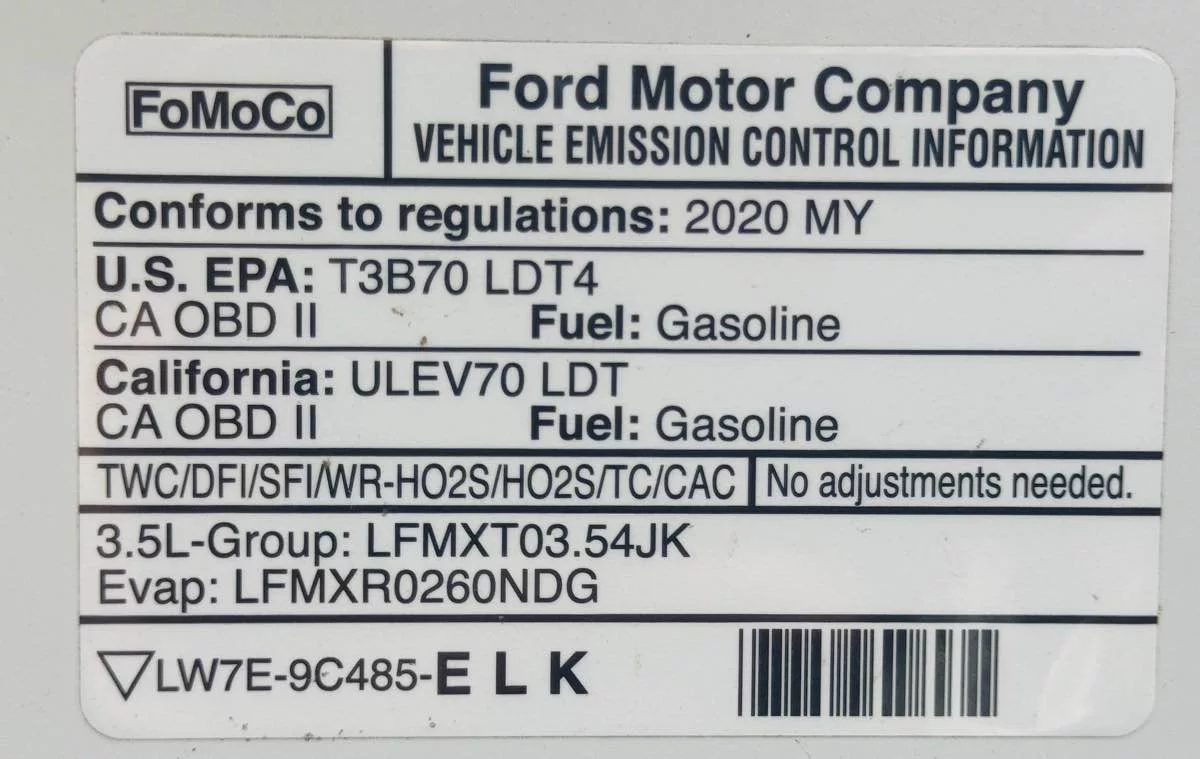 FoMoCo
Ford Motor Company
VEHICLE EMISSION CONTROL INFORMATION
Conforms to regulations: 2020 MY
U.S. EPA: T3B70 LDT4
CA OBD II Fuel: Gasoline
California: ULEV70 LDT
CA OBD II Fuel: Gasoline
TWC/DFI/SFI/WR-HO2S/HO2S/TC/CAC No adjustments needed.
3.5L-Group: LFMXT03.54JK
Evap: LFMXR0260NDG
▽LW7E-9C485-E L K